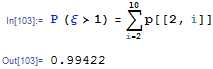 In[103]:= P (ξ > 1) = ∑_{i=2}^{10} p[[2, i]]
Out[103]= 0.99422